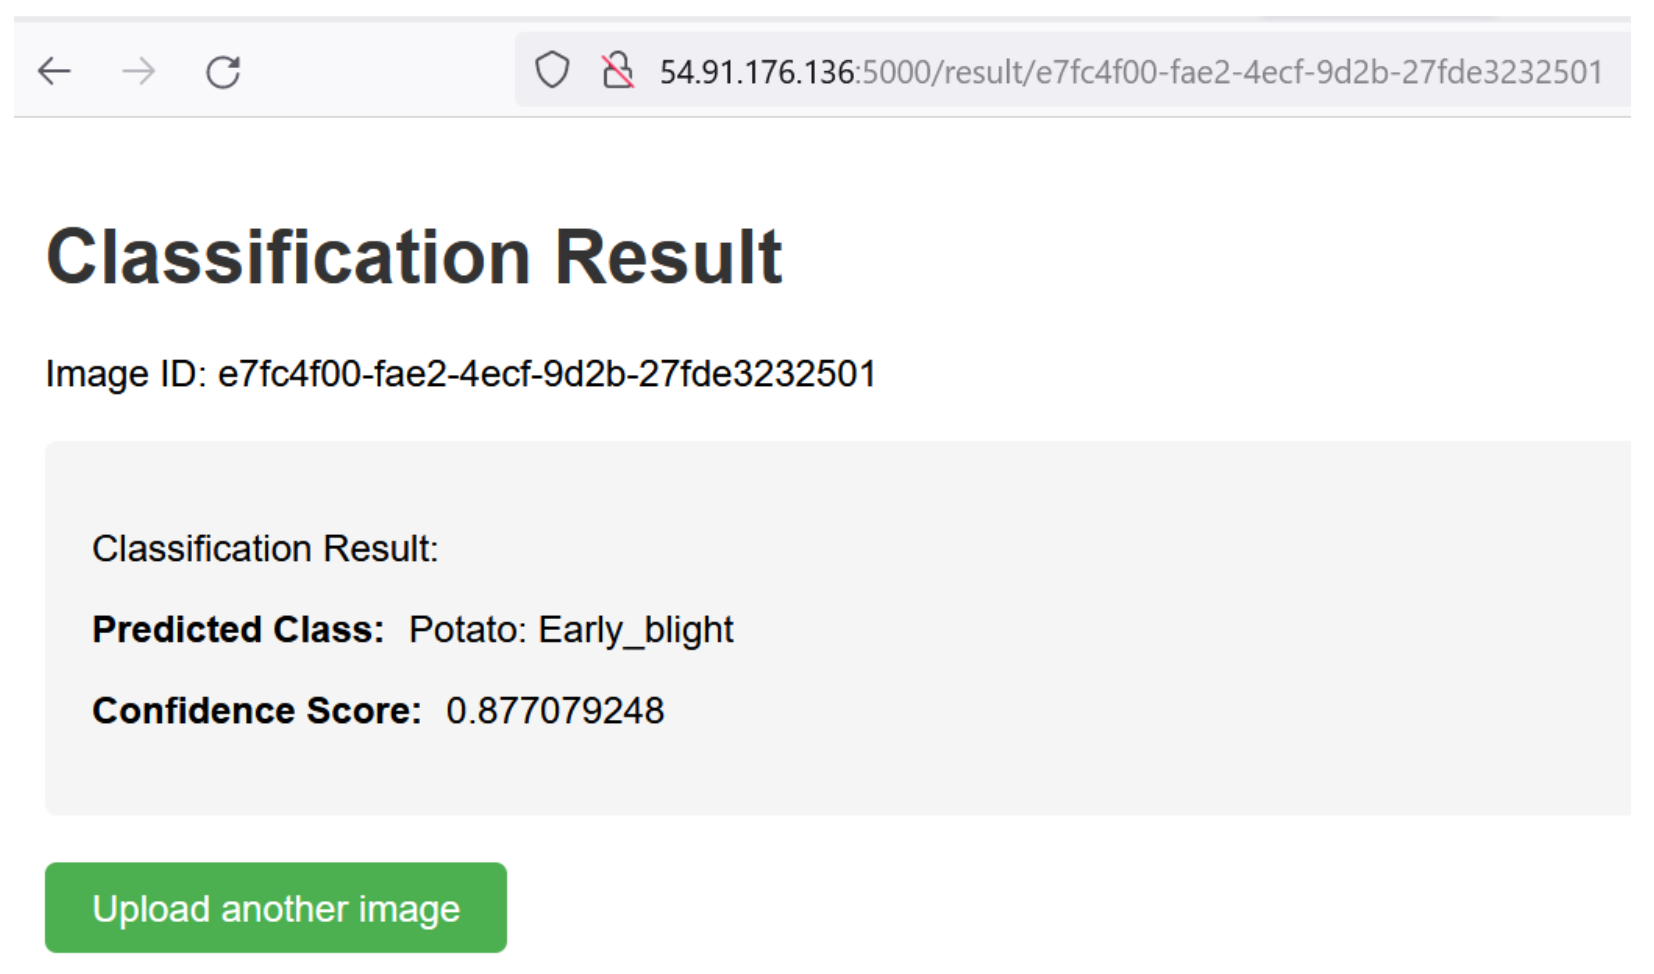 54.91.176.136:5000/result/e7fc4f00-fae2-4ecf-9d2b-27fde3232501
Classification Result
Image ID: e7fc4f00-fae2-4ecf-9d2b-27fde3232501
Classification Result:
Predicted Class: Potato: Early_blight
Confidence Score: 0.877079248
Upload another image